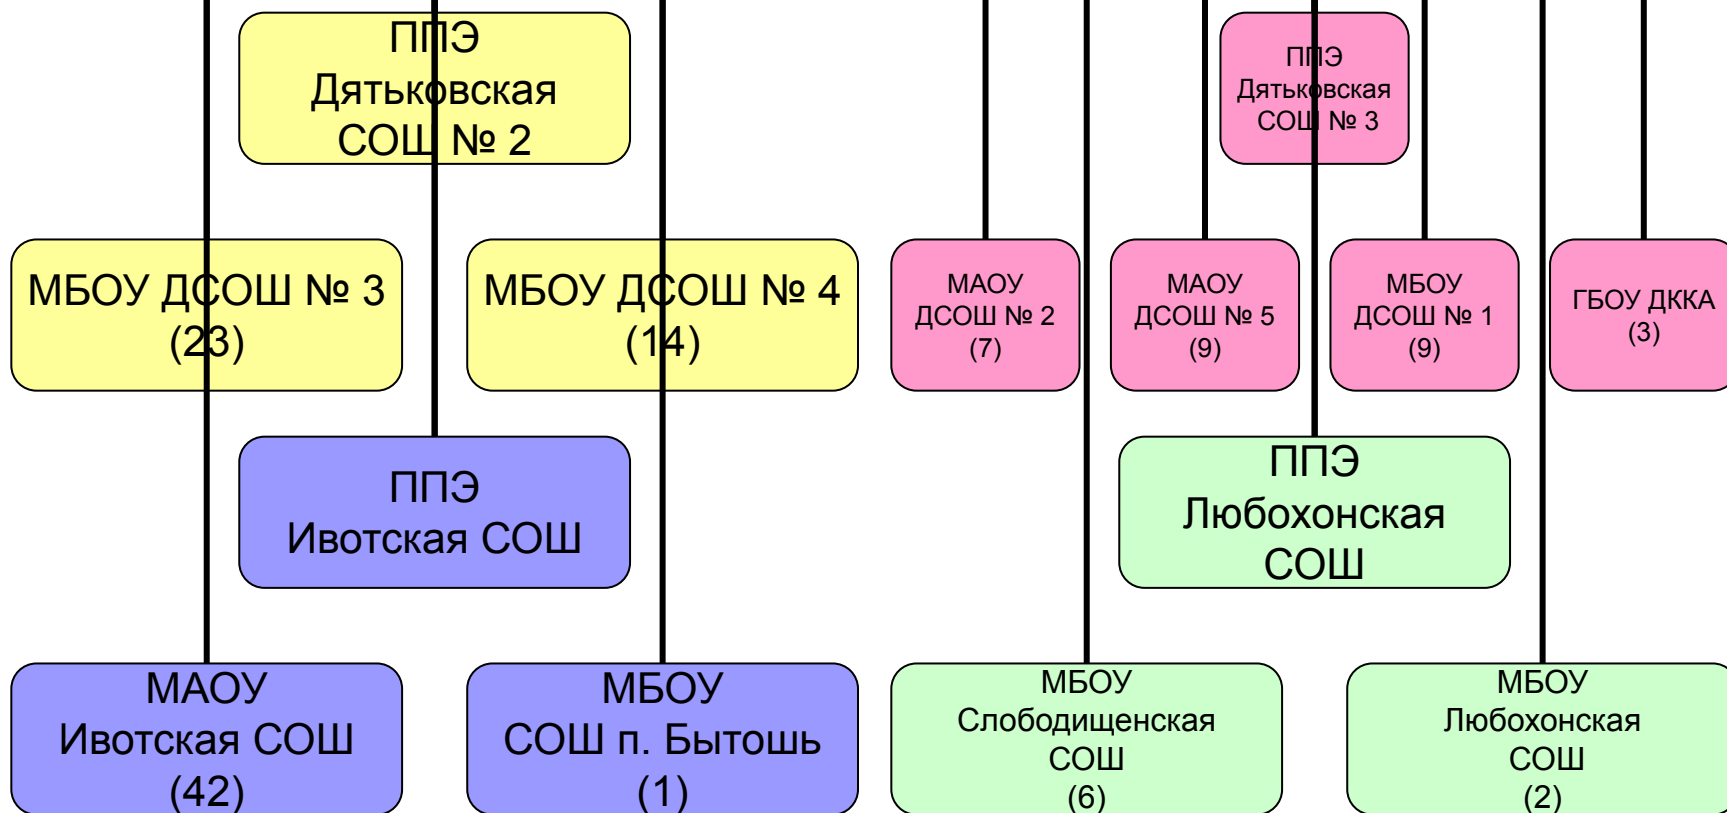 ППЭ
Дятьковская
СОШ № 2
ППЭ
Дятьковская
СОШ № 3
МБОУ ДСОШ № 3
(23)
МБОУ ДСОШ № 4
(14)
МАОУ
ДСОШ № 2
(7)
МАОУ
ДСОШ № 5
(9)
МБОУ
ДСОШ № 1
(9)
ГБОУ ДККА
(3)
ППЭ
Ивотская СОШ
ППЭ
Любохонская
СОШ
МАОУ
Ивотская СОШ
(42)
МБОУ
СОШ п. Бытошь
(1)
МБОУ
Слободищенская
СОШ
(6)
МБОУ
Любохонская
СОШ
(2)